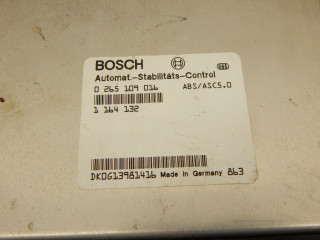 BOSCH
Automat.-Stabilitäts-Control
0 265 109 016 ABS/ASC5.0
1 164 132
DKDG13981416 Made in Germany 863